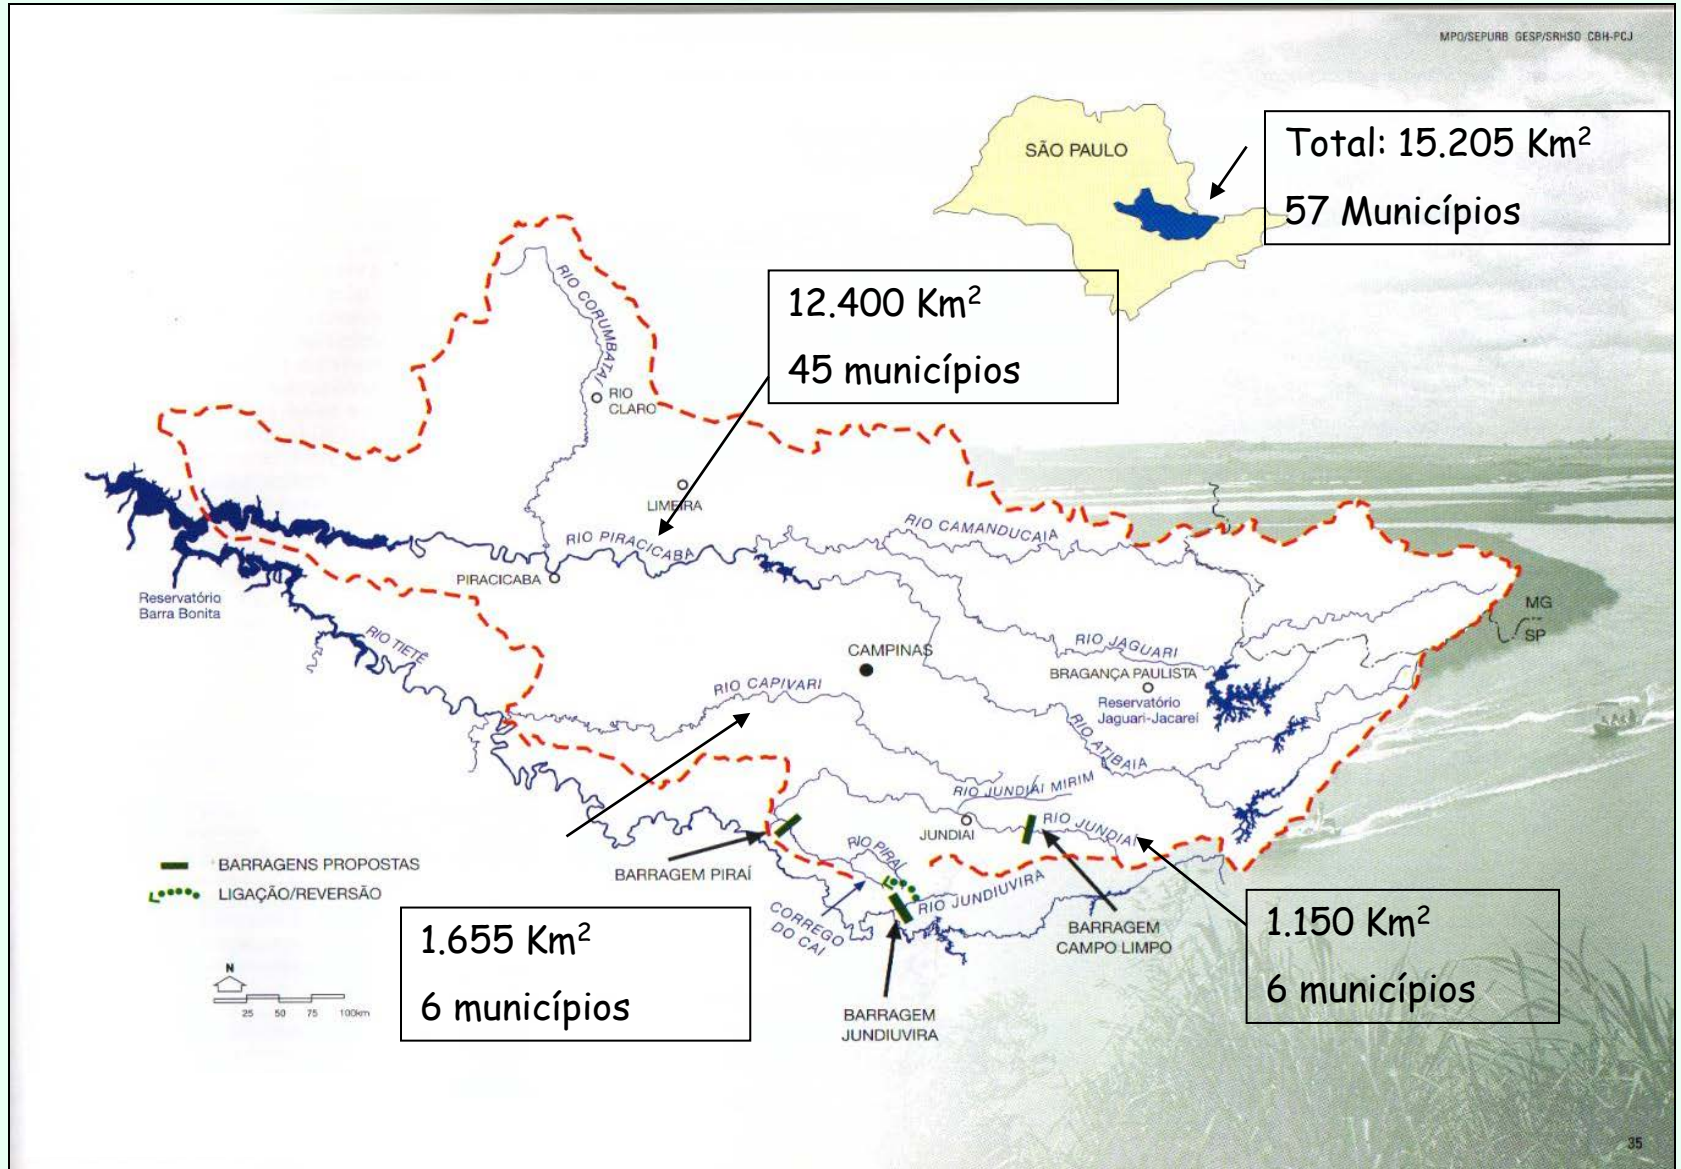 MPO/SEPURB GESP/SRHSO CBH-PCJ
SÃO PAULO
Total: 15.205 Km²
57 Municípios
12.400 Km²
45 municípios
RIO CORUMBATAÍ
RIO
CLARO
LIMEIRA
RIO PIRACICABA
RIO CAMANDUCAIA
PIRACICABA
Reservatório
Barra Bonita
RIO TIETÊ
MG
SP
RIO JAGUARI
CAMPINAS
BRAGANÇA PAULISTA
Reservatório
Jaguari-Jacareí
RIO CAPIVARI
RIO ATIBAIA
RIO JUNDIAÍ MIRIM
JUNDIAI
RIO JUNDIAÍ
RIO PIRAÍ
BARRAGENS PROPOSTAS
LIGAÇÃO/REVERSÃO
BARRAGEM PIRAÍ
RIO JUNDIUVIRA
CORREGO
DO CAI
BARRAGEM
CAMPO LIMPO
1.655 Km²
6 municípios
1.150 Km²
6 municípios
BARRAGEM
JUNDIUVIRA
N
25 50 75 100km
35